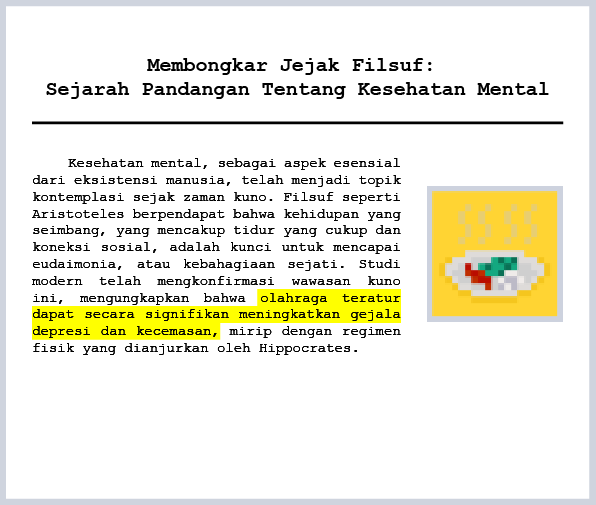 Membongkar Jejak Filsuf:
Sejarah Pandangan Tentang Kesehatan Mental
Kesehatan mental, sebagai aspek esensial
dari eksistensi manusia, telah menjadi topik
kontemplasi sejak zaman kuno. Filsuf seperti
Aristoteles berpendapat bahwa kehidupan yang
seimbang, yang mencakup tidur yang cukup dan
koneksi sosial, adalah kunci untuk mencapai
eudaimonia, atau kebahagiaan sejati. Studi
modern telah mengkonfirmasi wawasan kuno
ini, mengungkapkan bahwa olahraga teratur
dapat secara signifikan meningkatkan gejala
depresi dan kecemasan, mirip dengan regimen
fisik yang dianjurkan oleh Hippocrates.